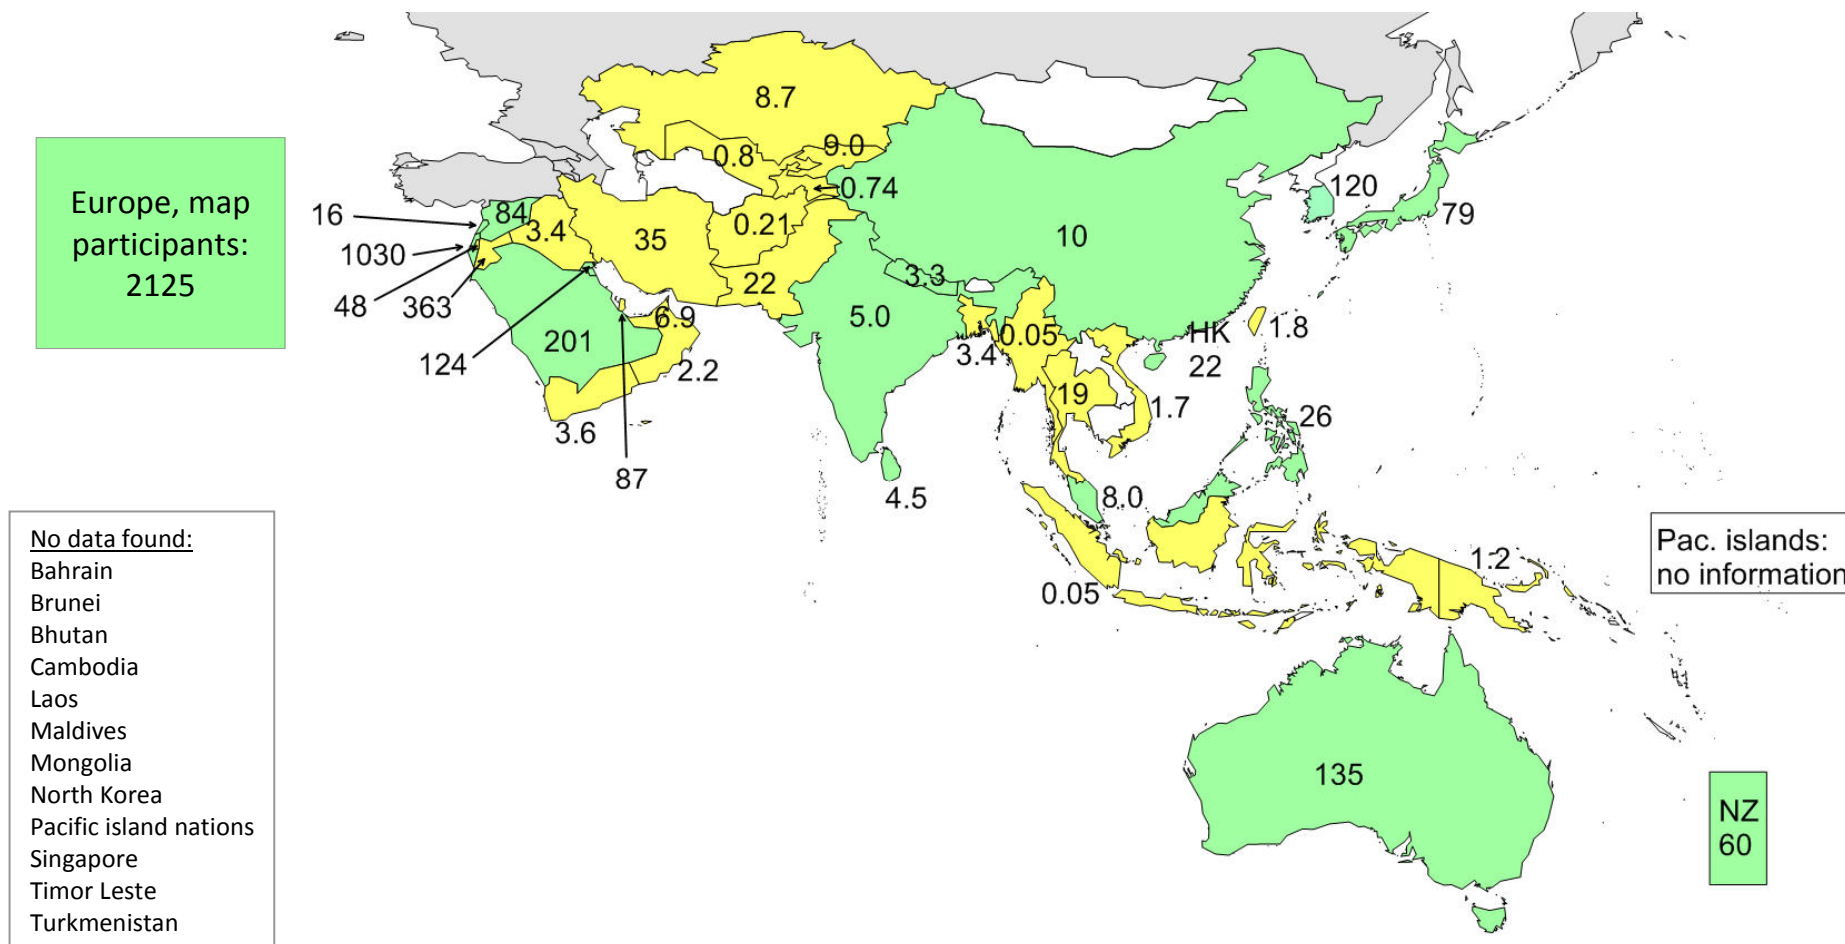 Europe, map
participants:
2125
No data found:
Bahrain
Brunei
Bhutan
Cambodia
Laos
Maldives
Mongolia
North Korea
Pacific island nations
Singapore
Timor Leste
Turkmenistan
8.7
0.8
9.0
0.74
16
84
3.4
35
0.21
10
120
79
1030
48
363
22
3.3
5.0
124
201
6.9
2.2
3.6
87
3.4
0.05
HK
22
1.8
19
1.7
26
4.5
8.0
0.05
1.2
Pac. islands:
no information
135
NZ
60